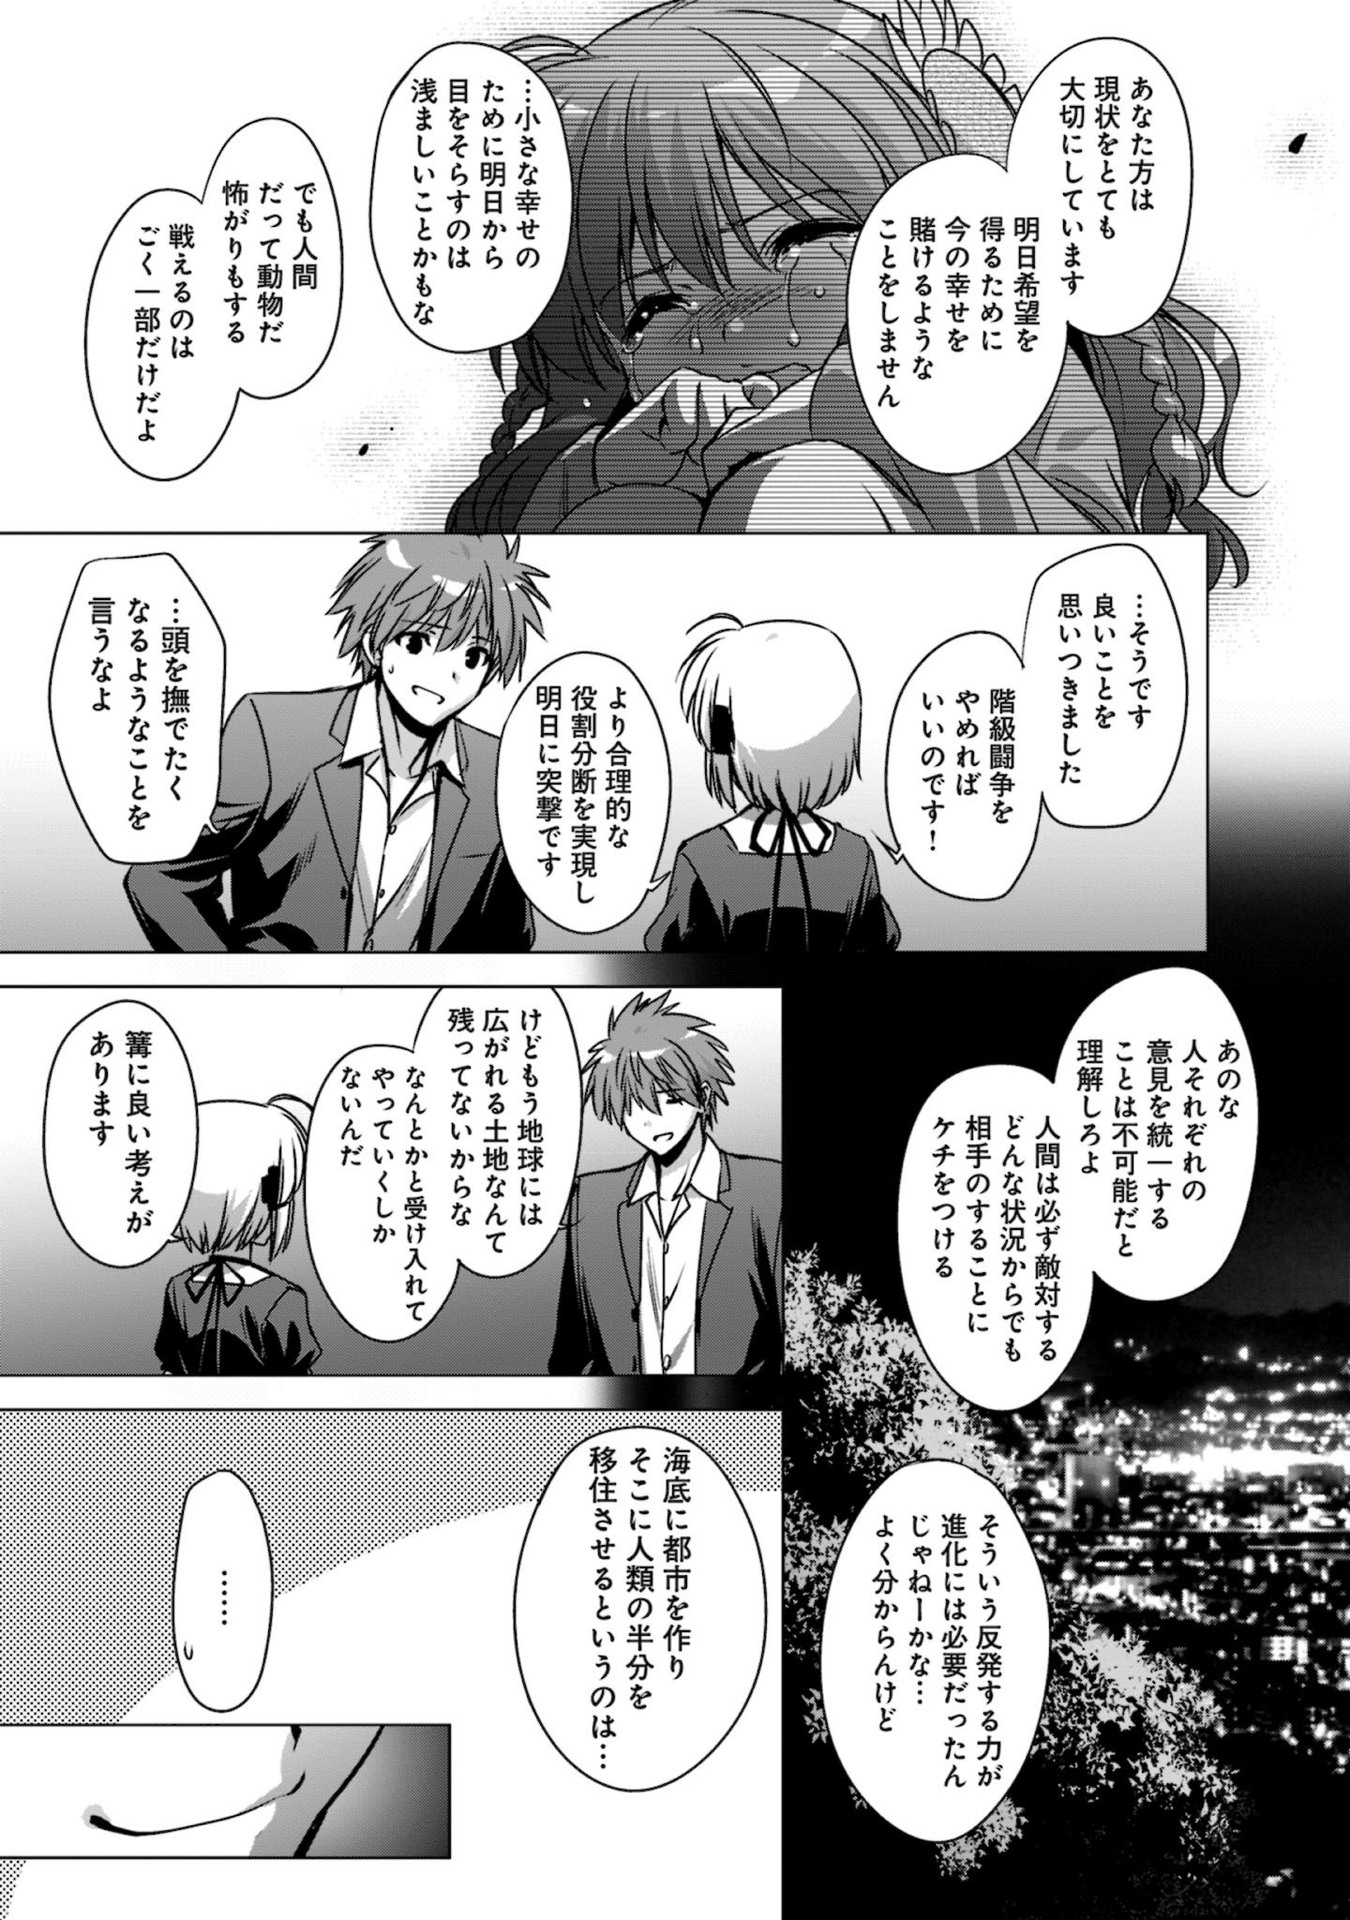 あなた方は
現状をとても
大切にしています
明日希望を
得るために
今の幸せを
賭けるような
ことをしません
…小さな幸せの
ために明日から
目をそらすのは
浅ましいことかもな
でも人間
だって動物だ
怖がりもする
戦えるのは
ごく一部だけだよ
…そうです
良いことを
思いつきました
階級闘争を
やめれば
いいのです！
より合理的な
役割分断を実現し
明日に突撃です
…頭を撫でたく
なるようなことを
言うなよ
あのな
人それぞれの
意見を統一する
ことは不可能だと
理解しろよ
人間は必ず敵対する
どんな状況からでも
相手のすることに
ケチをつける
そういう反発する力が
進化には必要だったん
じゃねーかな…
よく分からんけど
けどもう地球には
広がれる土地なんて
残ってないからな
なんとかと受け入れて
やっていくしか
ないんだ
篝に良い考えが
あります
海底に都市を作り
そこに人類の半分を
移住させるというのは…
……